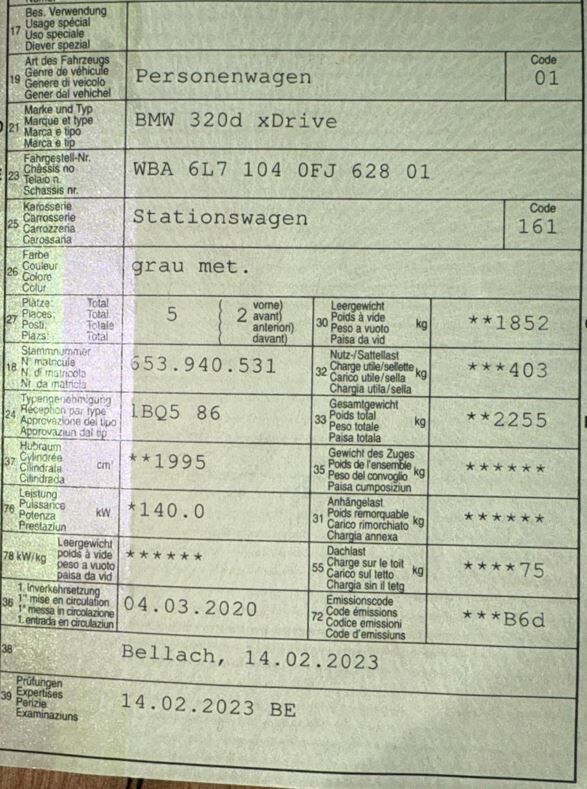 17 Bes. Verwendung
Usage spécial
Uso speciale
Diever spezial
19 Art des Fahrzeugs
Genre de véhicule
Genere di veicolo
Gener dal vehichel
Personenwagen
Code
01
21 Marke und Typ
Marque et type
Marca e tipo
Marca e tip
BMW 320d xDrive
23 Fahrgestell-Nr.
Châssis no
Telaio n.
Schassis nr.
WBA 6L7 104 0FJ 628 01
25 Karosserie
Carrosserie
Carrozzeria
Carossaria
Stationswagen
Code
161
26 Farbe
Couleur
Colore
Colur
grau met.
27 Plätze: Total
Places: Total
Posti: Totale
Plazs: Total
5 ( 2 vorne)
avant)
anteriori)
davant)
30 Leergewicht
Poids à vide
Peso a vuoto kg
Paisa da vid
**1852
18 Stammnummer
N° matricule
N. di matricola
Nr. da matricla
653.940.531
32 Nutz-/Sattellast
Charge utile/sellette kg
Carico utile/sella
Chargia utila/sella
***403
24 Typengenehmigung
Réception par type
Approvazione del tipo
Approvaziun dal tip
1BQ5 86
33 Gesamtgewicht
Poids total kg
Peso totale
Paisa totala
**2255
37 Hubraum
Cylindrée
Cilindrata cm³
Cilindrada
**1995
35 Gewicht des Zuges
Poids de l'ensemble kg
Peso del convoglio
Paisa cumposiziun
******
76 Leistung
Puissance
Potenza kW
Prestaziun
*140.0
31 Anhängelast
Poids remorquable
Carico rimorchiato kg
Chargia annexa
******
78 kW/kg Leergewicht
poids à vide
peso a vuoto
paisa da vid
******
55 Dachlast
Charge sur le toit kg
Carico sul tetto
Chargia sin il tetg
****75
36 1. Inverkehrsetzung
1re mise en circulation
1a messa in circolazione
1. entrada en circulaziun
04.03.2020
72 Emissionscode
Code émissions
Codice emissioni
Code d'emissiuns
***B6d
38
Bellach, 14.02.2023
39 Prüfungen
Expertises
Perizie
Examinaziuns
14.02.2023 BE